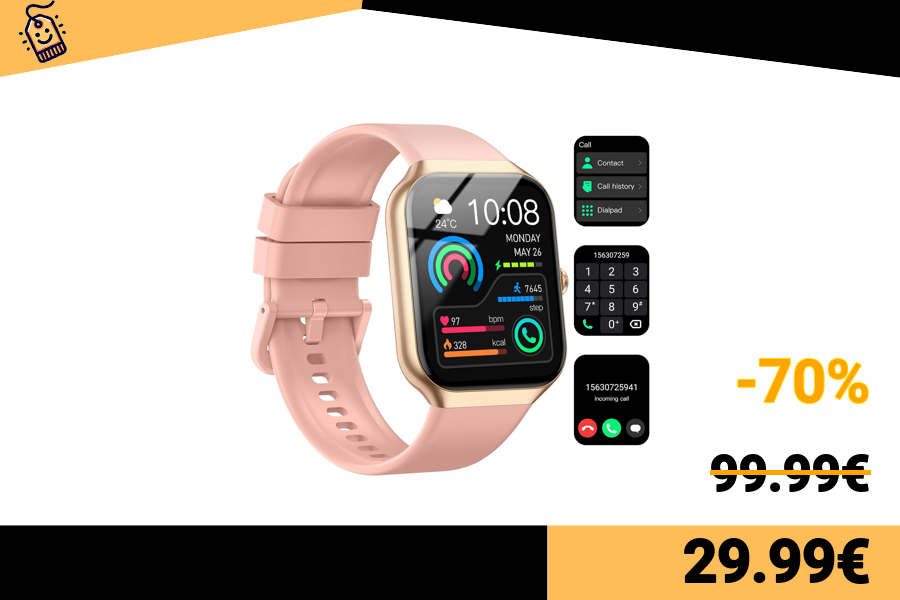 10:08
24°C
MONDAY
MAY 26
7645
step
97 bpm
328 kcal
Call
Contact
Call history
Dialpad
156307259
1 2 3
4 5 6
7* 8 9#
0+
15630725941
Incoming call
-70%
99.99€
29.99€